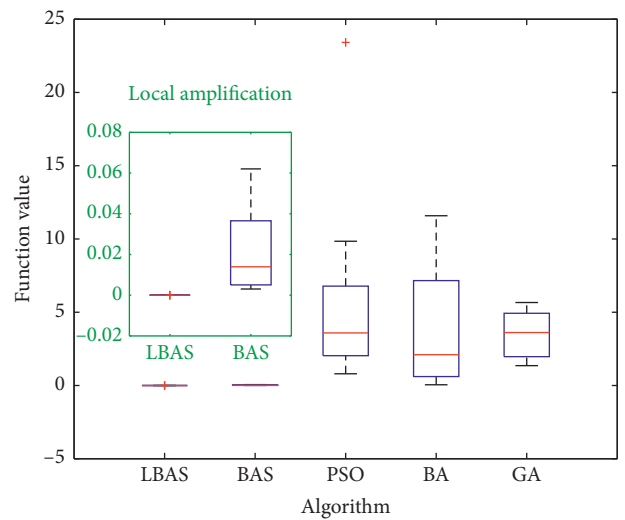 25
20
15
10
5
0
−5
Function value
Local amplification
0.08
0.06
0.04
0.02
0
−0.02
LBAS BAS
LBAS BAS PSO BA GA
Algorithm